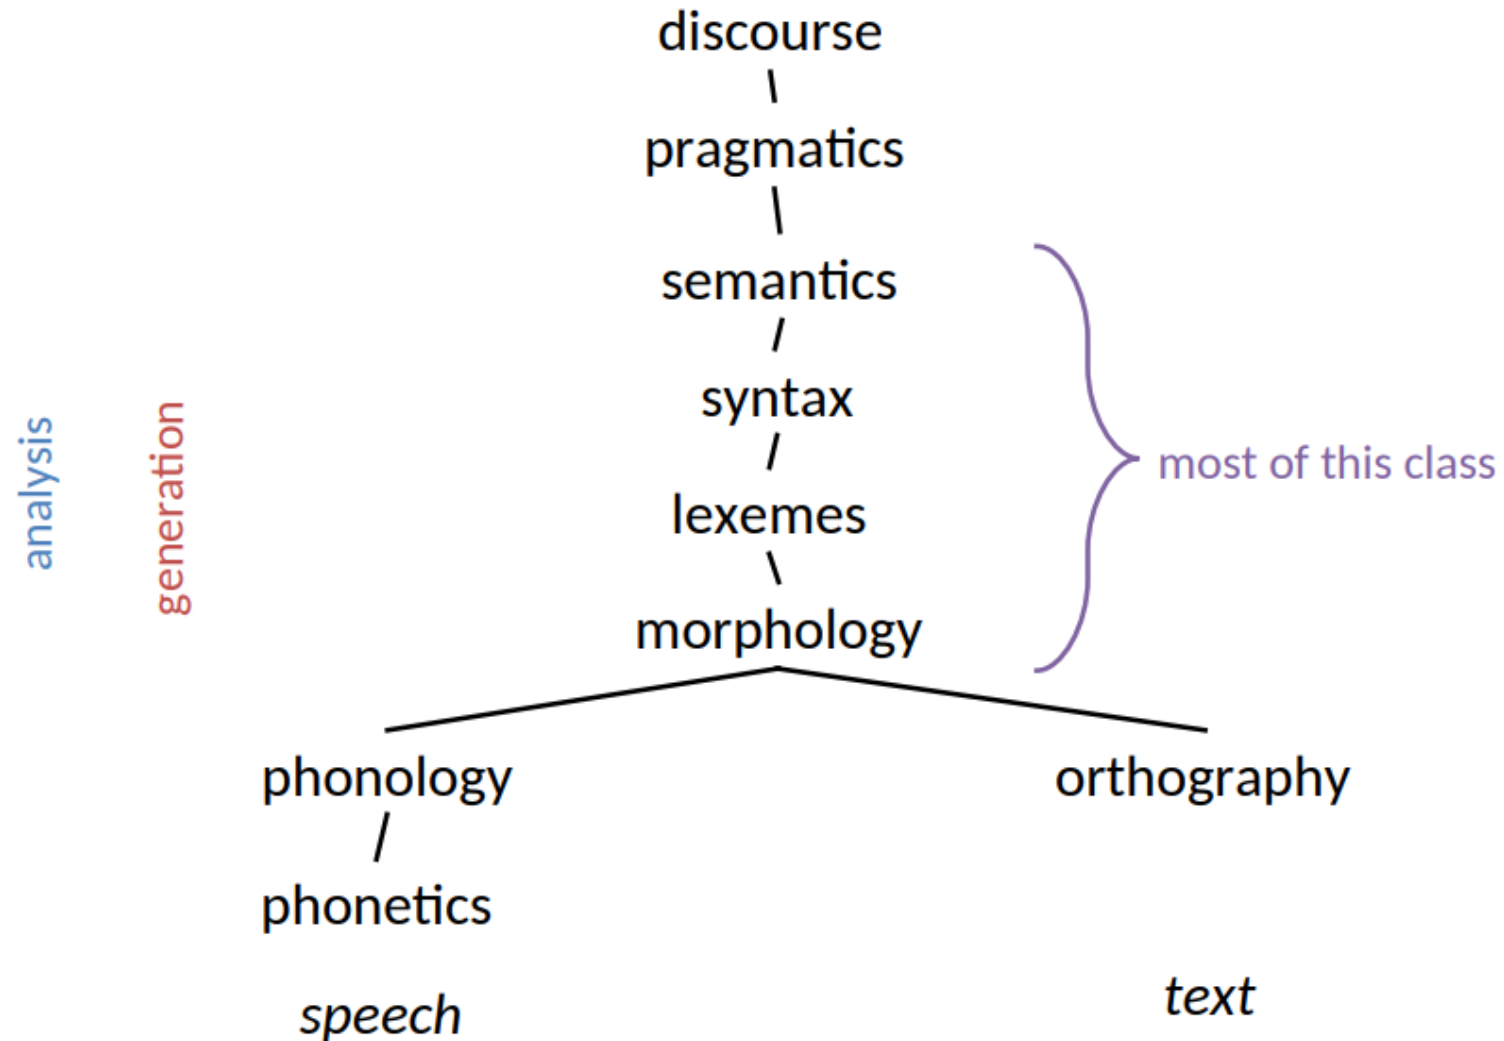 discourse
pragmatics
semantics
syntax
lexemes
morphology
analysis
generation
most of this class
phonology
orthography
phonetics
speech
text